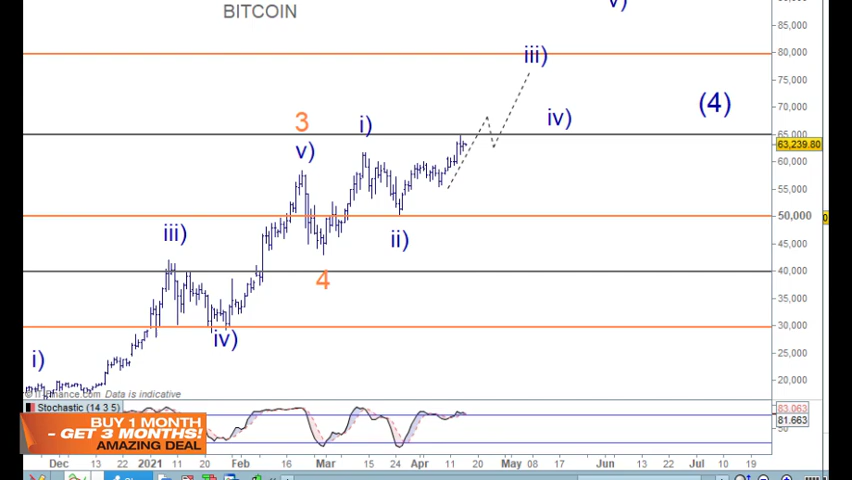 BITCOIN
v)
85,000
80,000
iii)
75,000
(4)
70,000
iv)
3
i)
65,000
63,239.80
v)
60,000
55,000
50,000
iii)
ii)
45,000
4
40,000
35,000
30,000
iv)
25,000
i)
20,000
Data is indicative
Stochastic (14 3 5)
83.063
81.663
BUY 1 MONTH
- GET 3 MONTHS!
AMAZING DEAL
Dec 13 22 2021 11 20 Feb 16 Mar 15 24 Apr 11 20 May 08 17 Jun 13 22 Jul 10 19